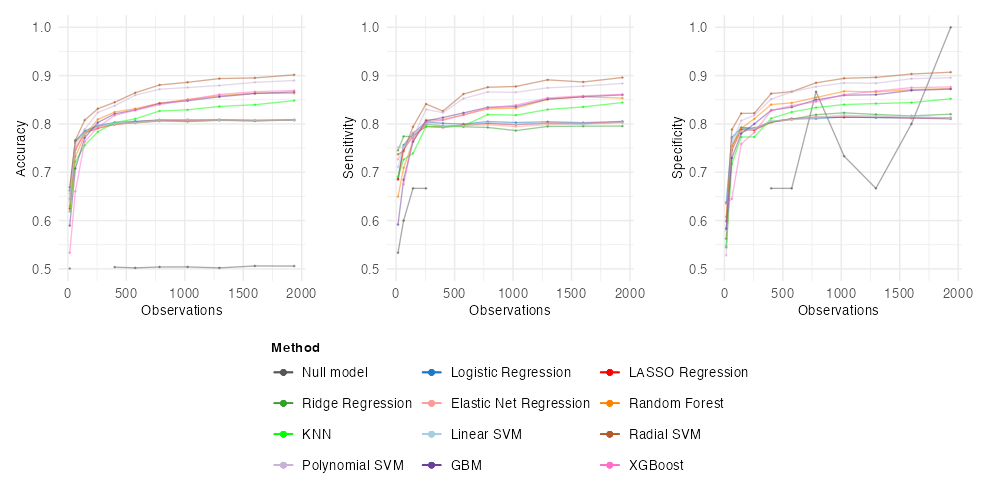 1.0
0.9
0.8
0.7
0.6
0.5
Accuracy
0 500 1000 1500 2000
Observations
1.0
0.9
0.8
0.7
0.6
0.5
Sensitivity
0 500 1000 1500 2000
Observations
1.0
0.9
0.8
0.7
0.6
0.5
Specificity
0 500 1000 1500 2000
Observations
Method
Null model Logistic Regression LASSO Regression
Ridge Regression Elastic Net Regression Random Forest
KNN Linear SVM Radial SVM
Polynomial SVM GBM XGBoost